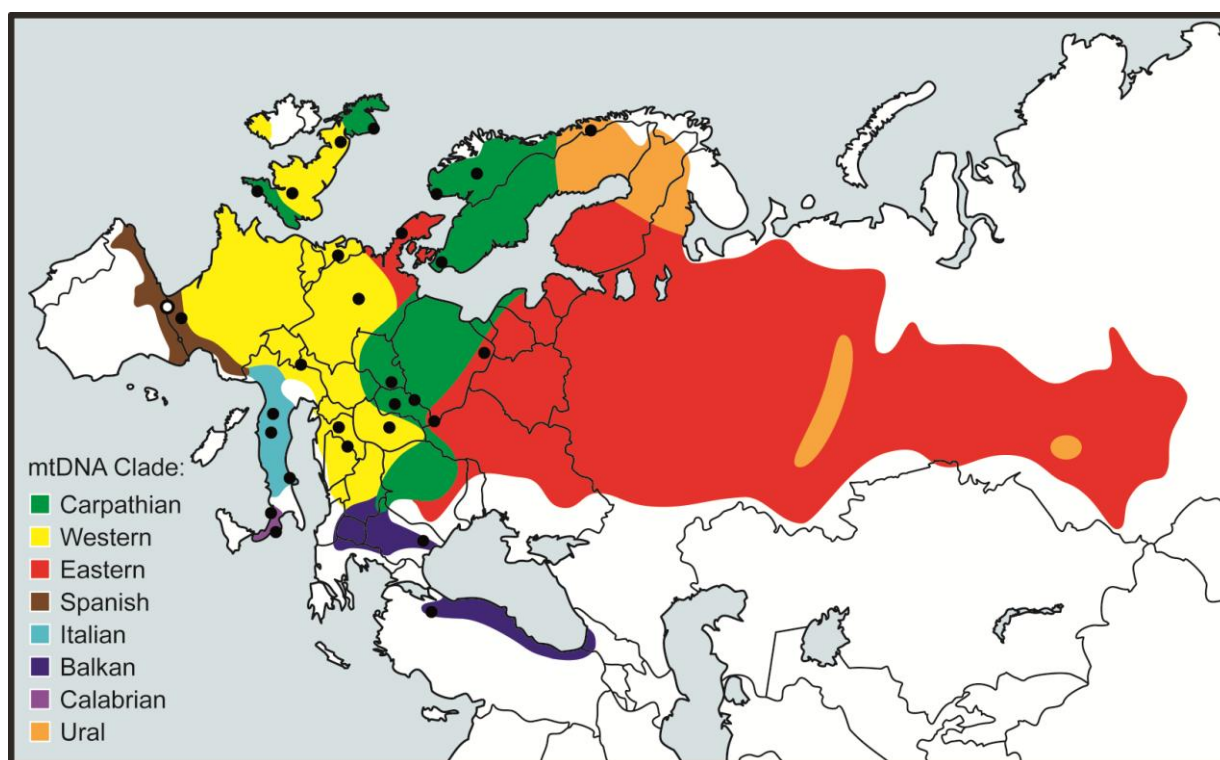 mtDNA Clade:
Carpathian
Western
Eastern
Spanish
Italian
Balkan
Calabrian
Ural